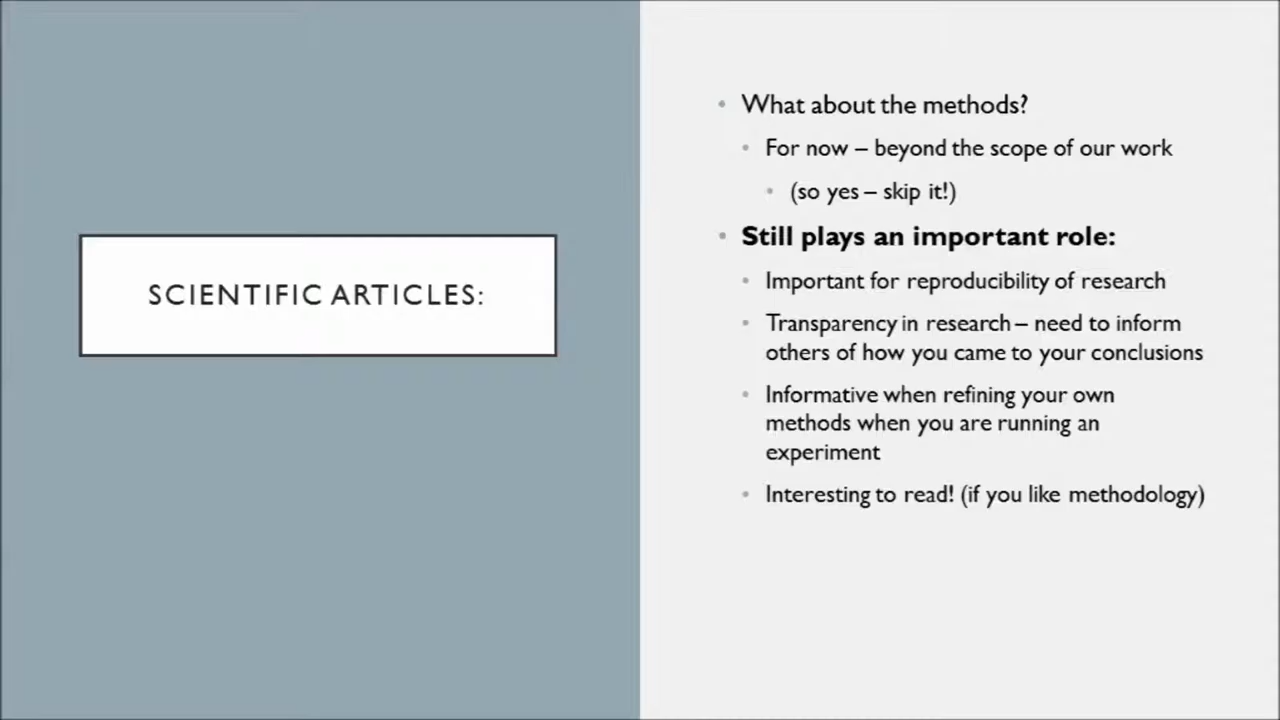 SCIENTIFIC ARTICLES:
• What about the methods?
• For now – beyond the scope of our work
• (so yes – skip it!)
• Still plays an important role:
• Important for reproducibility of research
• Transparency in research – need to inform
others of how you came to your conclusions
• Informative when refining your own
methods when you are running an
experiment
• Interesting to read! (if you like methodology)